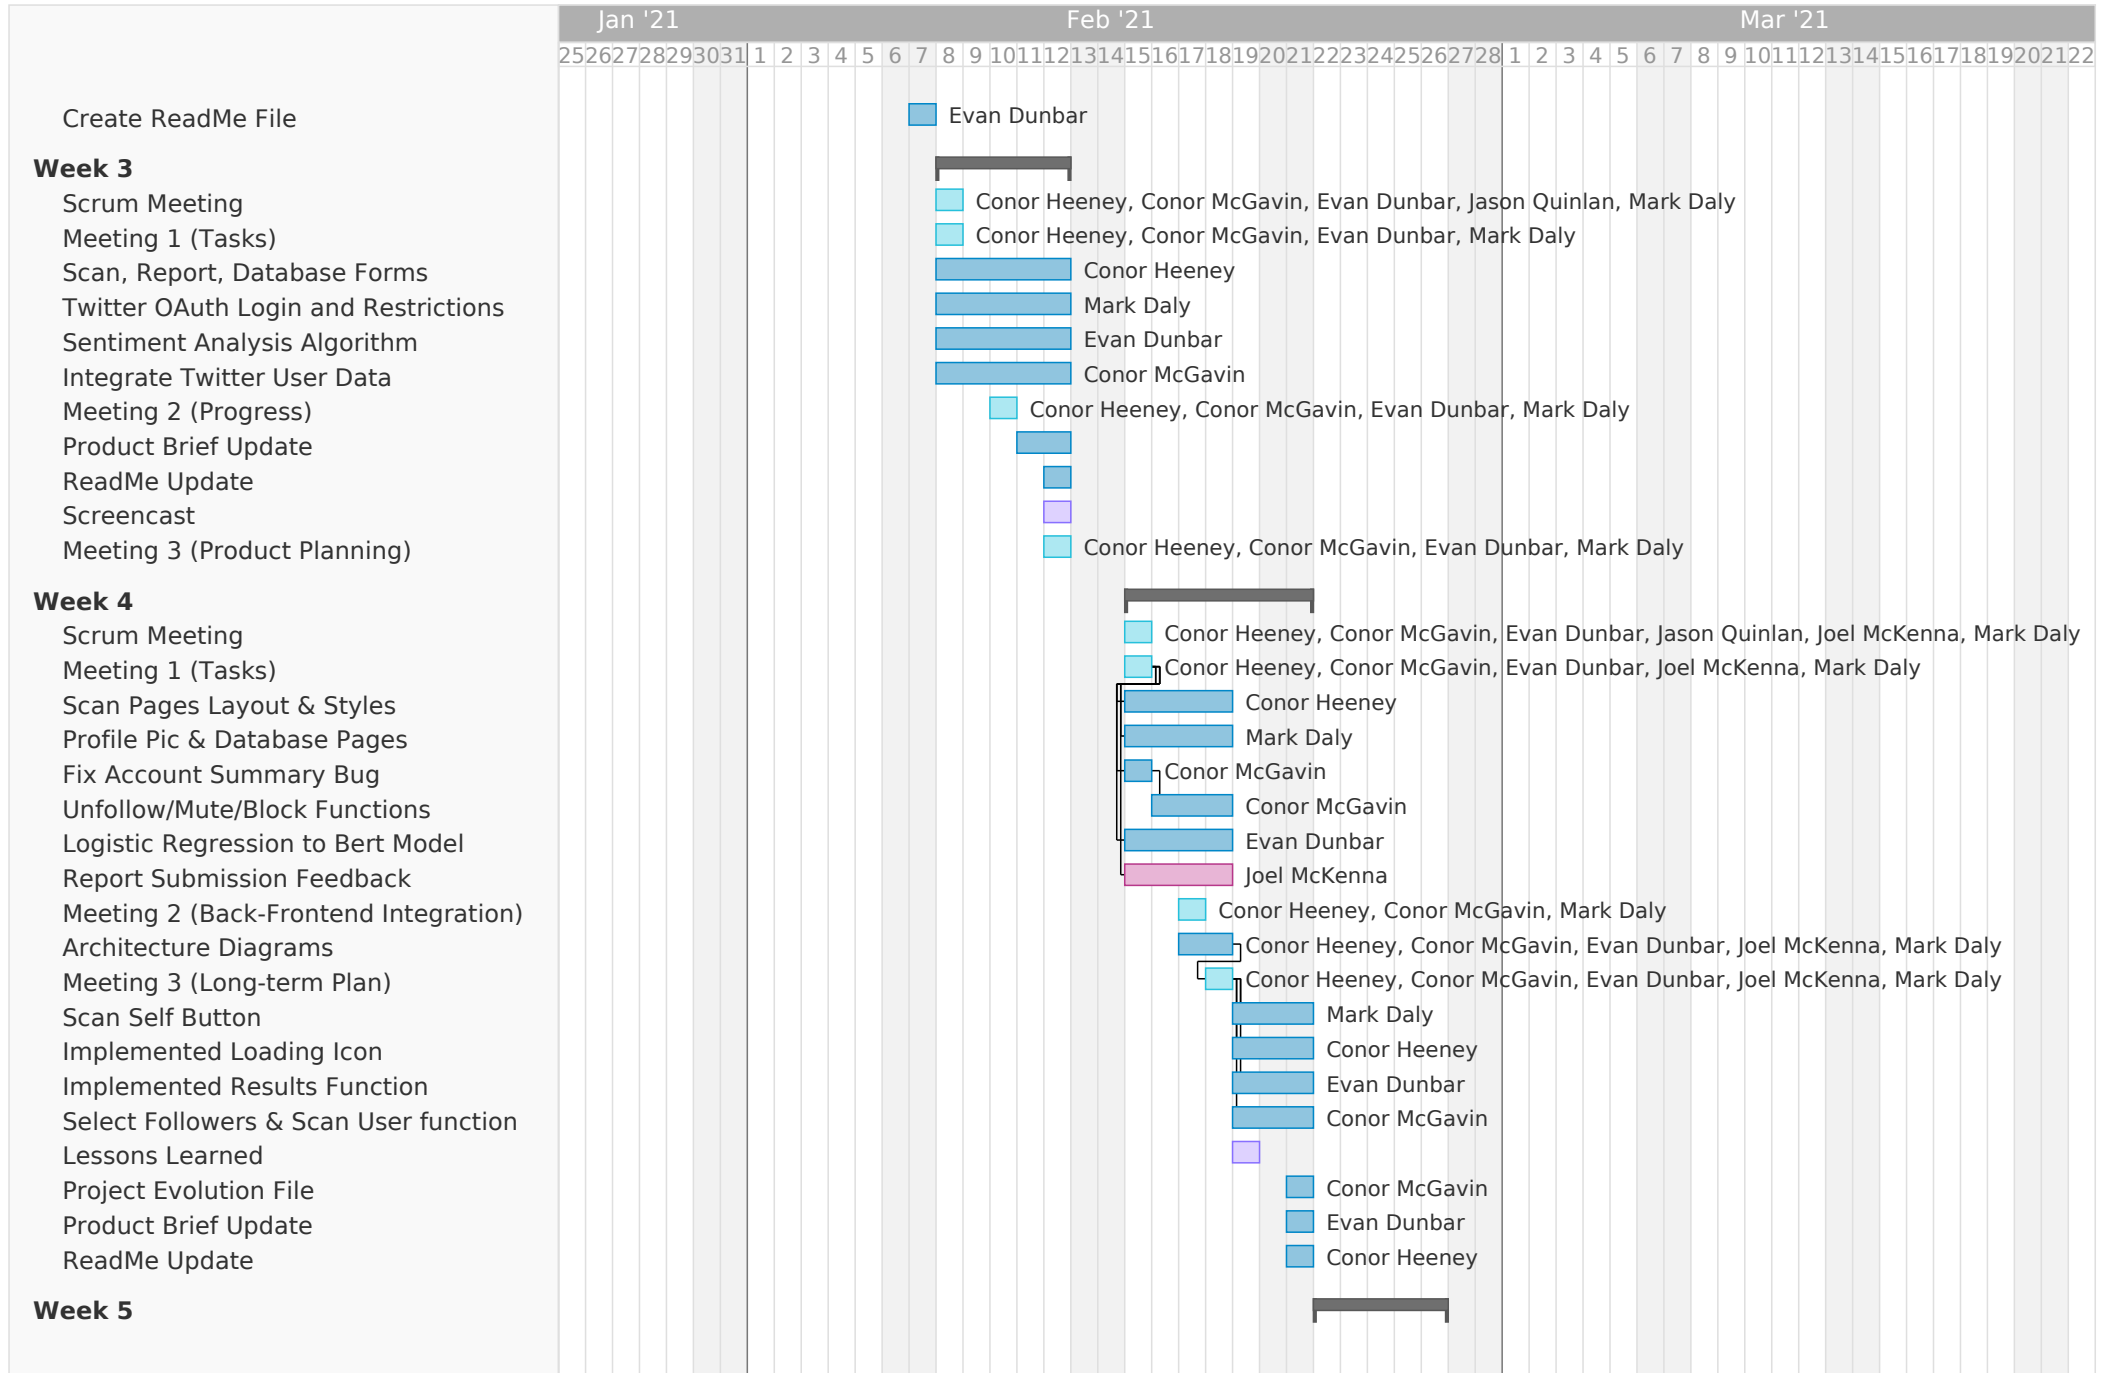 Jan '21 Feb '21 Mar '21
25 26 27 28 29 30 31 1 2 3 4 5 6 7 8 9 10 11 12 13 14 15 16 17 18 19 20 21 22 23 24 25 26 27 28 1 2 3 4 5 6 7 8 9 10 11 12 13 14 15 16 17 18 19 20 21 22
Create ReadMe File Evan Dunbar
Week 3
Scrum Meeting Conor Heeney, Conor McGavin, Evan Dunbar, Jason Quinlan, Mark Daly
Meeting 1 (Tasks) Conor Heeney, Conor McGavin, Evan Dunbar, Mark Daly
Scan, Report, Database Forms Conor Heeney
Twitter OAuth Login and Restrictions Mark Daly
Sentiment Analysis Algorithm Evan Dunbar
Integrate Twitter User Data Conor McGavin
Meeting 2 (Progress) Conor Heeney, Conor McGavin, Evan Dunbar, Mark Daly
Product Brief Update
ReadMe Update
Screencast
Meeting 3 (Product Planning) Conor Heeney, Conor McGavin, Evan Dunbar, Mark Daly
Week 4
Scrum Meeting Conor Heeney, Conor McGavin, Evan Dunbar, Jason Quinlan, Joel McKenna, Mark Daly
Meeting 1 (Tasks) Conor Heeney, Conor McGavin, Evan Dunbar, Joel McKenna, Mark Daly
Scan Pages Layout & Styles Conor Heeney
Profile Pic & Database Pages Mark Daly
Fix Account Summary Bug Conor McGavin
Unfollow/Mute/Block Functions Conor McGavin
Logistic Regression to Bert Model Evan Dunbar
Report Submission Feedback Joel McKenna
Meeting 2 (Back-Frontend Integration) Conor Heeney, Conor McGavin, Mark Daly
Architecture Diagrams Conor Heeney, Conor McGavin, Evan Dunbar, Joel McKenna, Mark Daly
Meeting 3 (Long-term Plan) Conor Heeney, Conor McGavin, Evan Dunbar, Joel McKenna, Mark Daly
Scan Self Button Mark Daly
Implemented Loading Icon Conor Heeney
Implemented Results Function Evan Dunbar
Select Followers & Scan User function Conor McGavin
Lessons Learned
Project Evolution File Conor McGavin
Product Brief Update Evan Dunbar
ReadMe Update Conor Heeney
Week 5